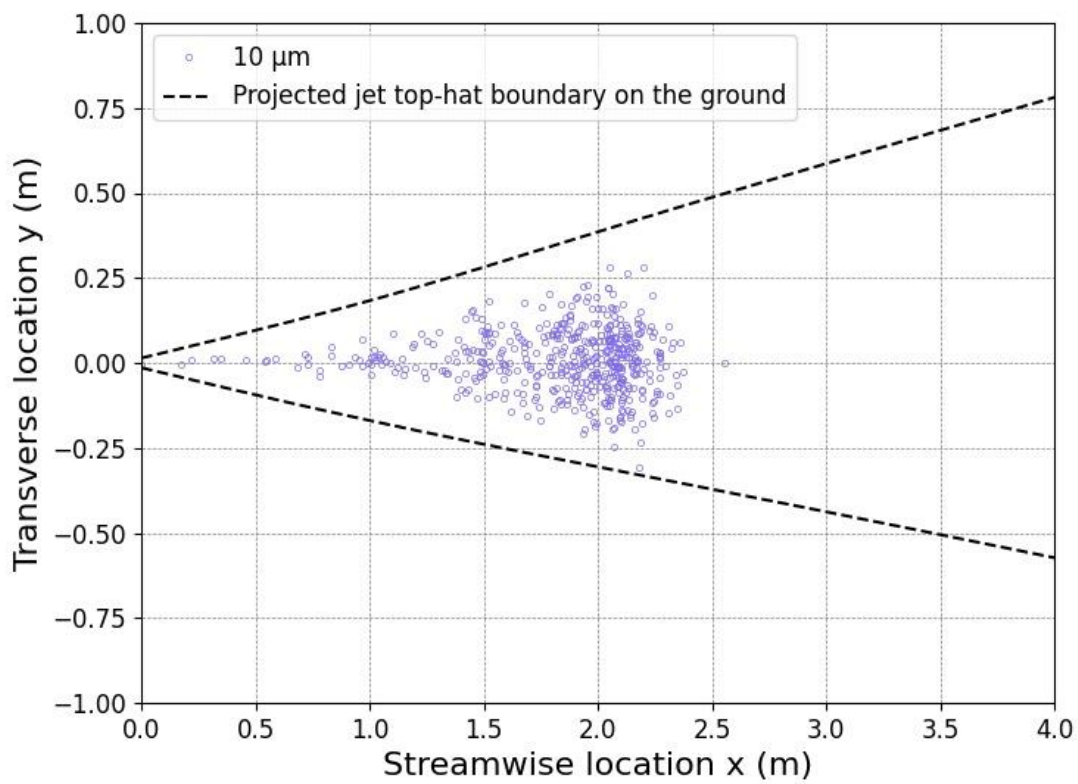 1.00
0.75
0.50
0.25
0.00
−0.25
−0.50
−0.75
−1.00
Transverse location y (m)
10 μm
Projected jet top-hat boundary on the ground
0.0 0.5 1.0 1.5 2.0 2.5 3.0 3.5 4.0
Streamwise location x (m)